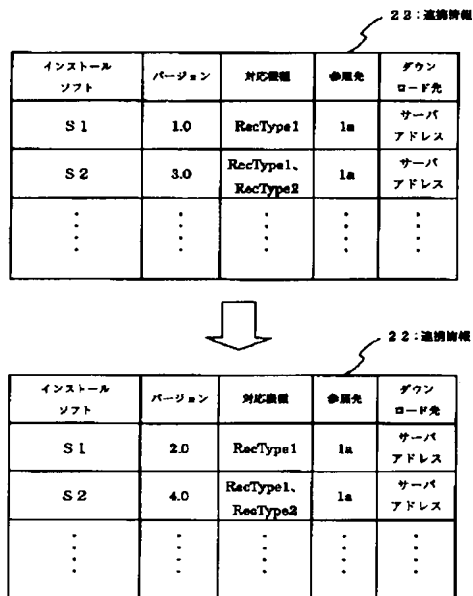 22:連携情報
インストール
ソフト
バージョン
対応機種
参照先
ダウン
ロード先
S1
1.0
RecType1
1a
サーバ
アドレス
S2
3.0
RecType1、
RecType2
1a
サーバ
アドレス
22:連携情報
インストール
ソフト
バージョン
対応機種
参照先
ダウン
ロード先
S1
2.0
RecType1
1a
サーバ
アドレス
S2
4.0
RecType1、
RecType2
1a
サーバ
アドレス